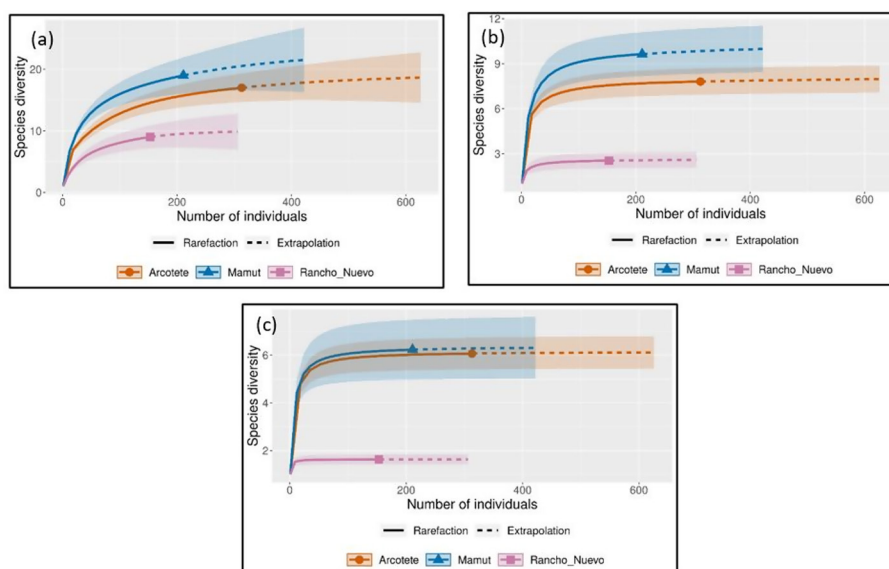 (a)
Species diversity
20
10
0
0 200 400 600
Number of individuals
Rarefaction Extrapolation
Arcotete Mamut Rancho_Nuevo
(b)
Species diversity
12
9
6
3
0 200 400 600
Number of individuals
Rarefaction Extrapolation
Arcotete Mamut Rancho_Nuevo
(c)
Species diversity
6
4
2
0 200 400 600
Number of individuals
Rarefaction Extrapolation
Arcotete Mamut Rancho_Nuevo